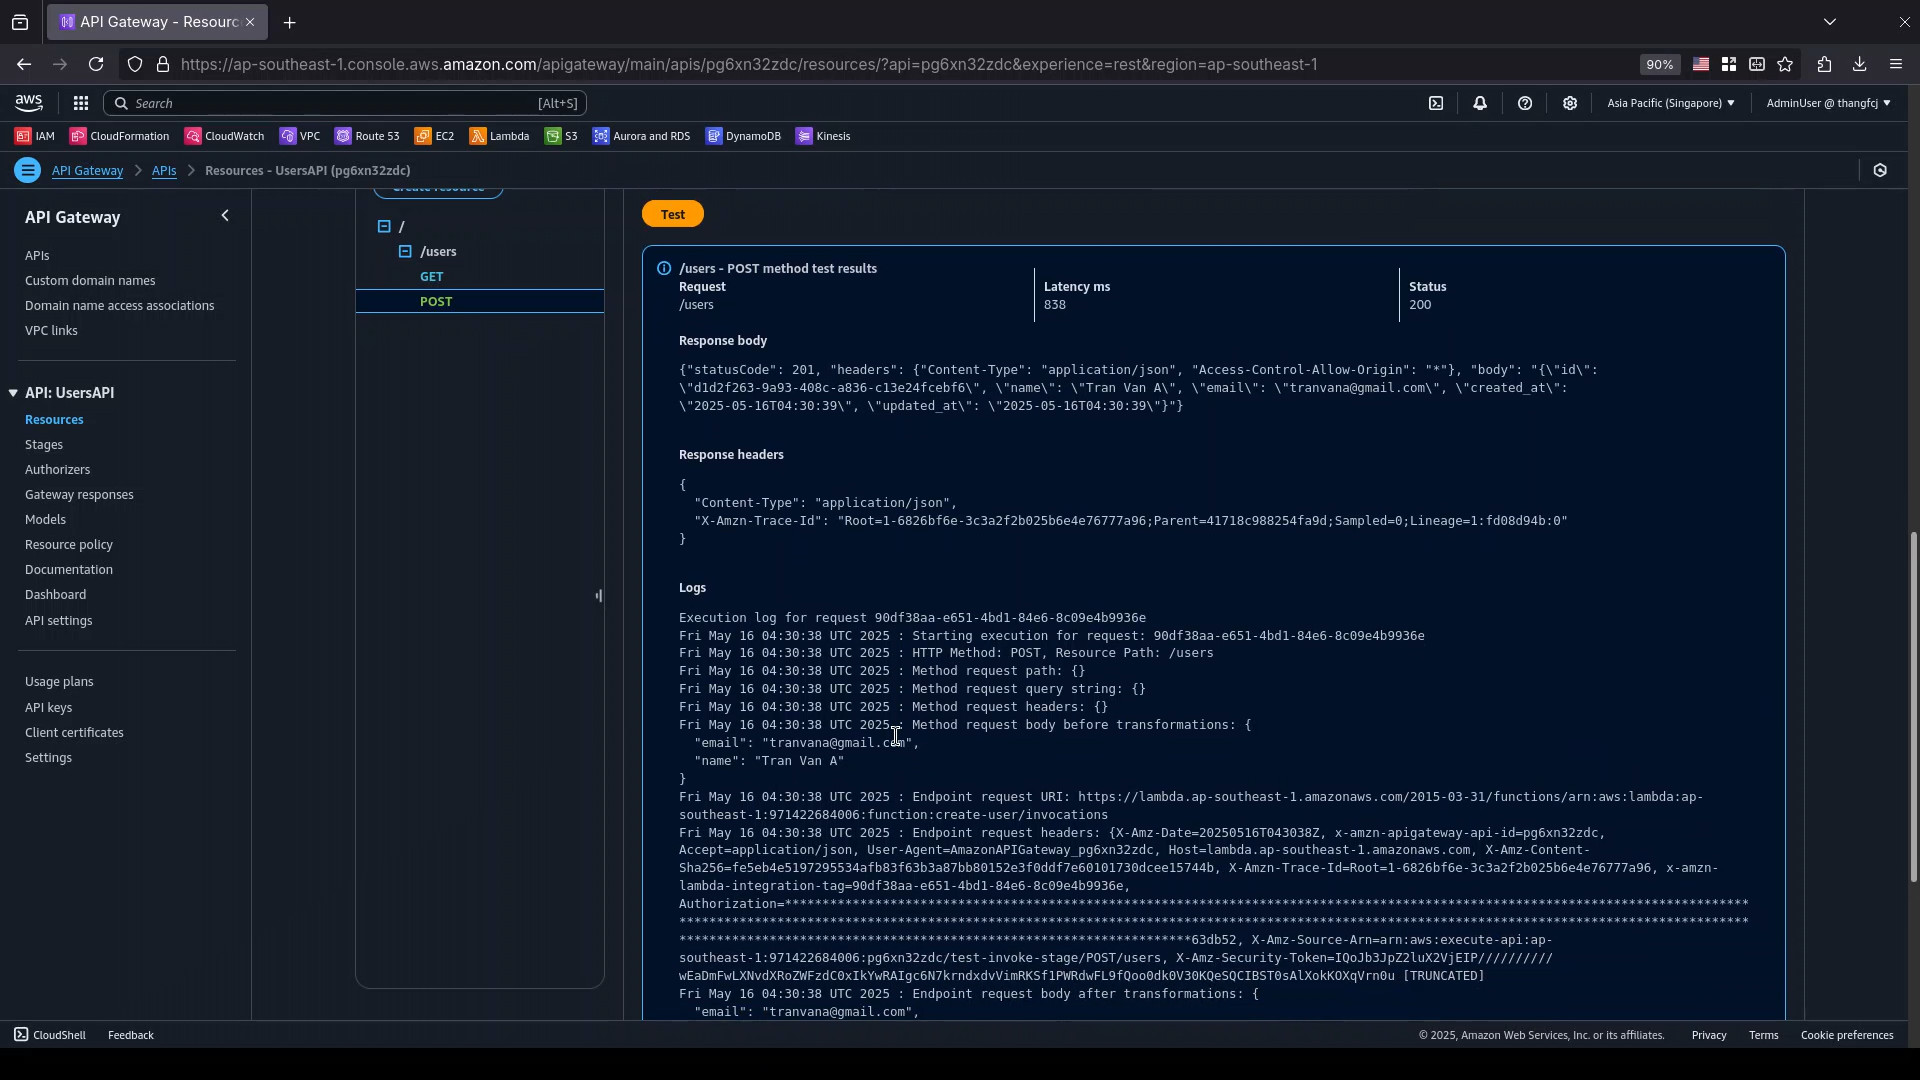 API Gateway - Resourc
https://ap-southeast-1.console.aws.amazon.com/apigateway/main/apis/pg6xn32zdc/resources/?api=pg6xn32zdc&experience=rest&region=ap-southeast-1
90%
aws
Search
[Alt+S]
Asia Pacific (Singapore)
AdminUser @ thangfcj
IAM
CloudFormation
CloudWatch
VPC
Route 53
EC2
Lambda
S3
Aurora and RDS
DynamoDB
Kinesis
API Gateway
APIs
Resources - UsersAPI (pg6xn32zdc)
API Gateway
APIs
Custom domain names
Domain name access associations
VPC links
API: UsersAPI
Resources
Stages
Authorizers
Gateway responses
Models
Resource policy
Documentation
Dashboard
API settings
Usage plans
API keys
Client certificates
Settings
Create resource
/
/users
GET
POST
Test
/users - POST method test results
Request
/users
Latency ms
838
Status
200
Response body
{"statusCode": 201, "headers": {"Content-Type": "application/json", "Access-Control-Allow-Origin": "*"}, "body": "{\"id\":
\"d1d2f263-9a93-408c-a836-c13e24fcebf6\", \"name\": \"Tran Van A\", \"email\": \"tranvana@gmail.com\", \"created_at\":
\"2025-05-16T04:30:39\", \"updated_at\": \"2025-05-16T04:30:39\"}"}
Response headers
{
"Content-Type": "application/json",
"X-Amzn-Trace-Id": "Root=1-6826bf6e-3c3a2f2b025b6e4e76777a96;Parent=41718c988254fa9d;Sampled=0;Lineage=1:fd08d94b:0"
}
Logs
Execution log for request 90df38aa-e651-4bd1-84e6-8c09e4b9936e
Fri May 16 04:30:38 UTC 2025 : Starting execution for request: 90df38aa-e651-4bd1-84e6-8c09e4b9936e
Fri May 16 04:30:38 UTC 2025 : HTTP Method: POST, Resource Path: /users
Fri May 16 04:30:38 UTC 2025 : Method request path: {}
Fri May 16 04:30:38 UTC 2025 : Method request query string: {}
Fri May 16 04:30:38 UTC 2025 : Method request headers: {}
Fri May 16 04:30:38 UTC 2025 : Method request body before transformations: {
"email": "tranvana@gmail.com",
"name": "Tran Van A"
}
Fri May 16 04:30:38 UTC 2025 : Endpoint request URI: https://lambda.ap-southeast-1.amazonaws.com/2015-03-31/functions/arn:aws:lambda:ap-
southeast-1:971422684006:function:create-user/invocations
Fri May 16 04:30:38 UTC 2025 : Endpoint request headers: {X-Amz-Date=20250516T043038Z, x-amzn-apigateway-api-id=pg6xn32zdc,
Accept=application/json, User-Agent=AmazonAPIGateway_pg6xn32zdc, Host=lambda.ap-southeast-1.amazonaws.com, X-Amz-Content-
Sha256=fe5eb4e5197295534afb83f63b3a87bb80152e3f0ddf7e60101730dcee15744b, X-Amzn-Trace-Id=Root=1-6826bf6e-3c3a2f2b025b6e4e76777a96, x-amzn-
lambda-integration-tag=90df38aa-e651-4bd1-84e6-8c09e4b9936e,
Authorization=********************************************************************************************************************************
**********************************************************************************************************************************************
********************************************************************63db52, X-Amz-Source-Arn=arn:aws:execute-api:ap-
southeast-1:971422684006:pg6xn32zdc/test-invoke-stage/POST/users, X-Amz-Security-Token=IQoJb3JpZ2luX2VjEIP//////////
wEaDmFwLXNvdXRoZWFzdC0xIkYwRAIgc6N7krndxdvVimRKSf1PWRdwFL9fQoo0dk0V30KQeSQCIBST0sAlXokKOXqVrn0u [TRUNCATED]
Fri May 16 04:30:38 UTC 2025 : Endpoint request body after transformations: {
"email": "tranvana@gmail.com",
CloudShell
Feedback
© 2025, Amazon Web Services, Inc. or its affiliates.
Privacy
Terms
Cookie preferences